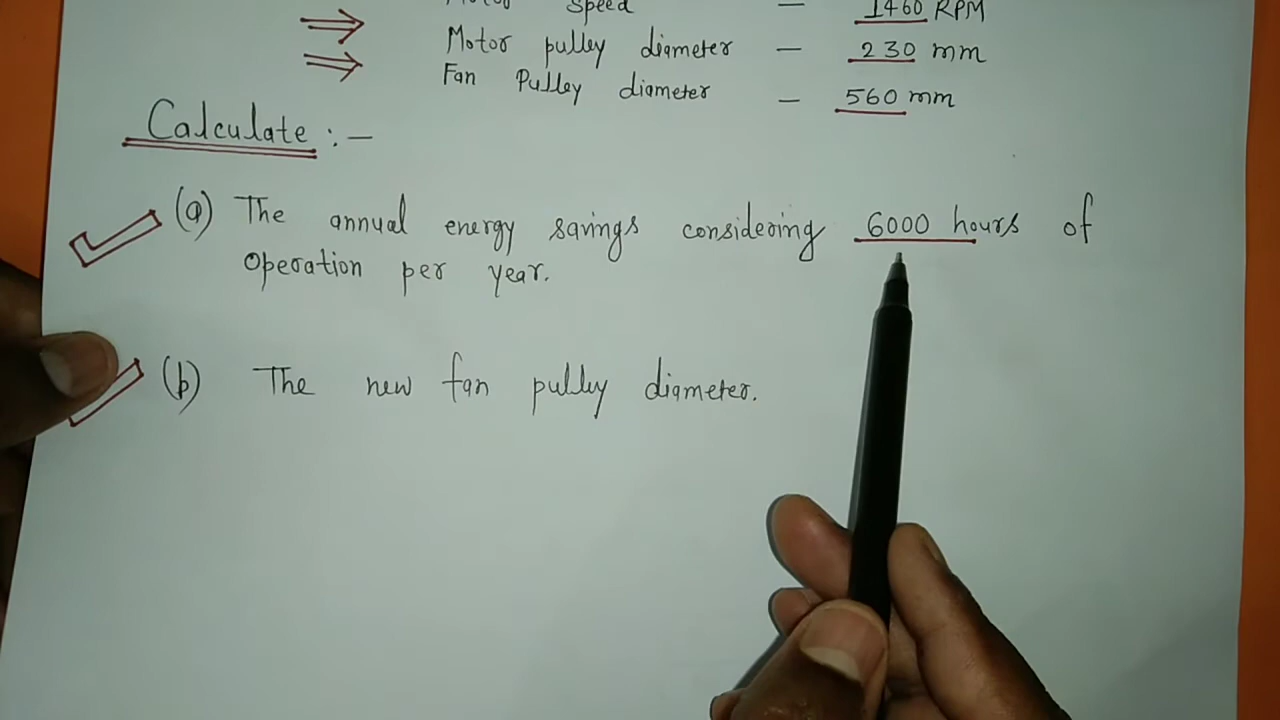 Motor Speed – 1460 RPM
Motor pulley diameter – 230 mm
Fan Pulley diameter – 560 mm
Calculate :–
(a) The annual energy savings considering 6000 hours of
Operation per year.
(b) The new fan pulley diameter.